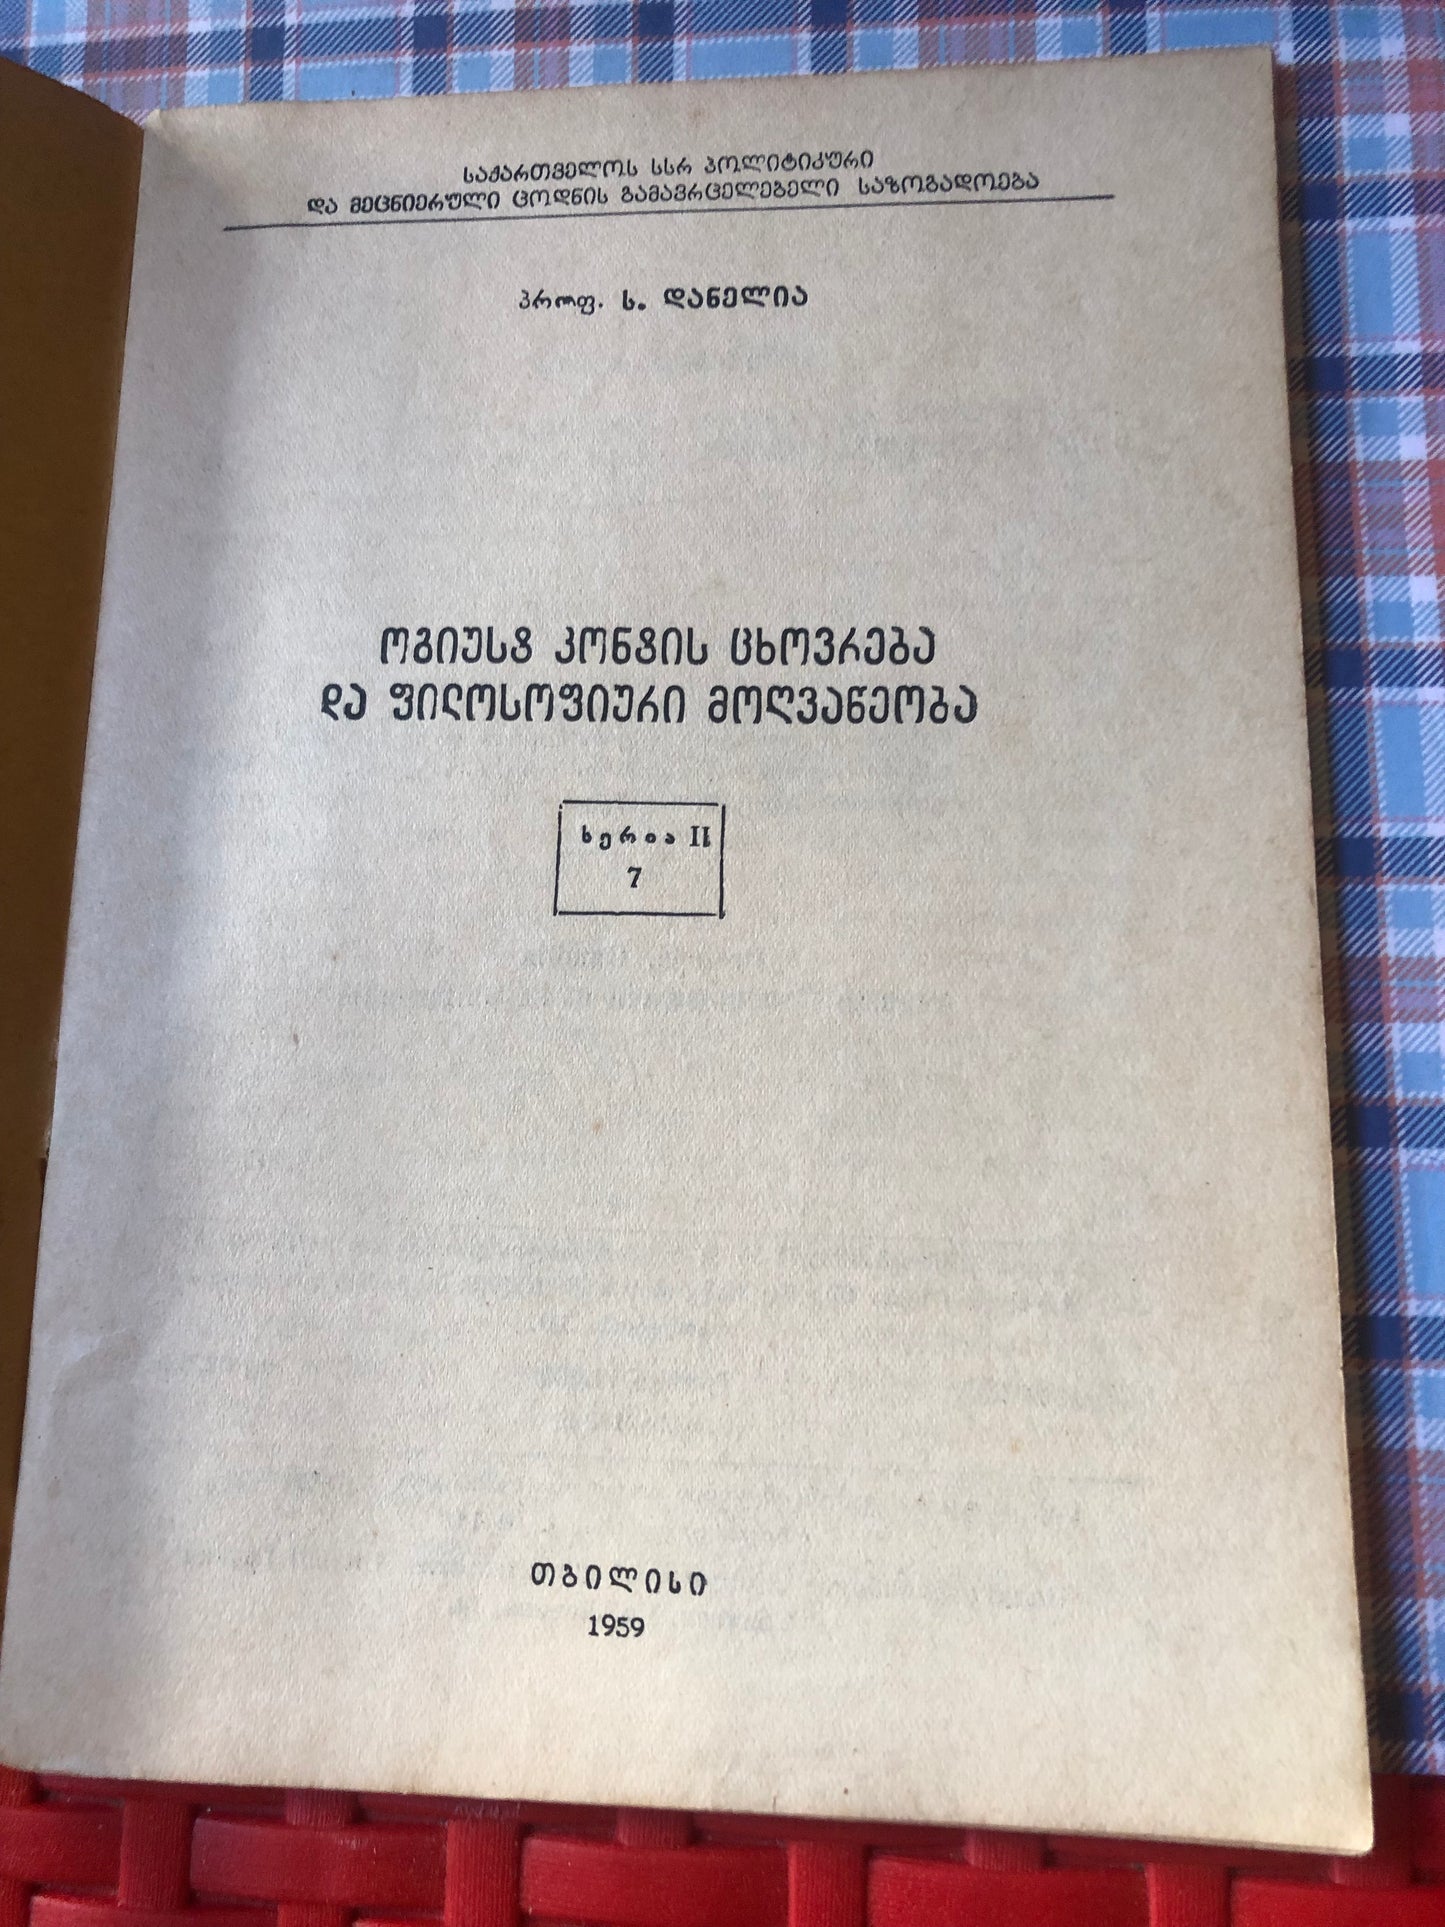 საქართველოს სსრ პოლიტიკური
და მეცნიერული ცოდნის გამავრცელებელი საზოგადოება
პროფ. ს. დანელია
ოგიუსტ კონტის ცხოვრება
და ფილოსოფიური მოღვაწეობა
სერია II
7
თბილისი
1959